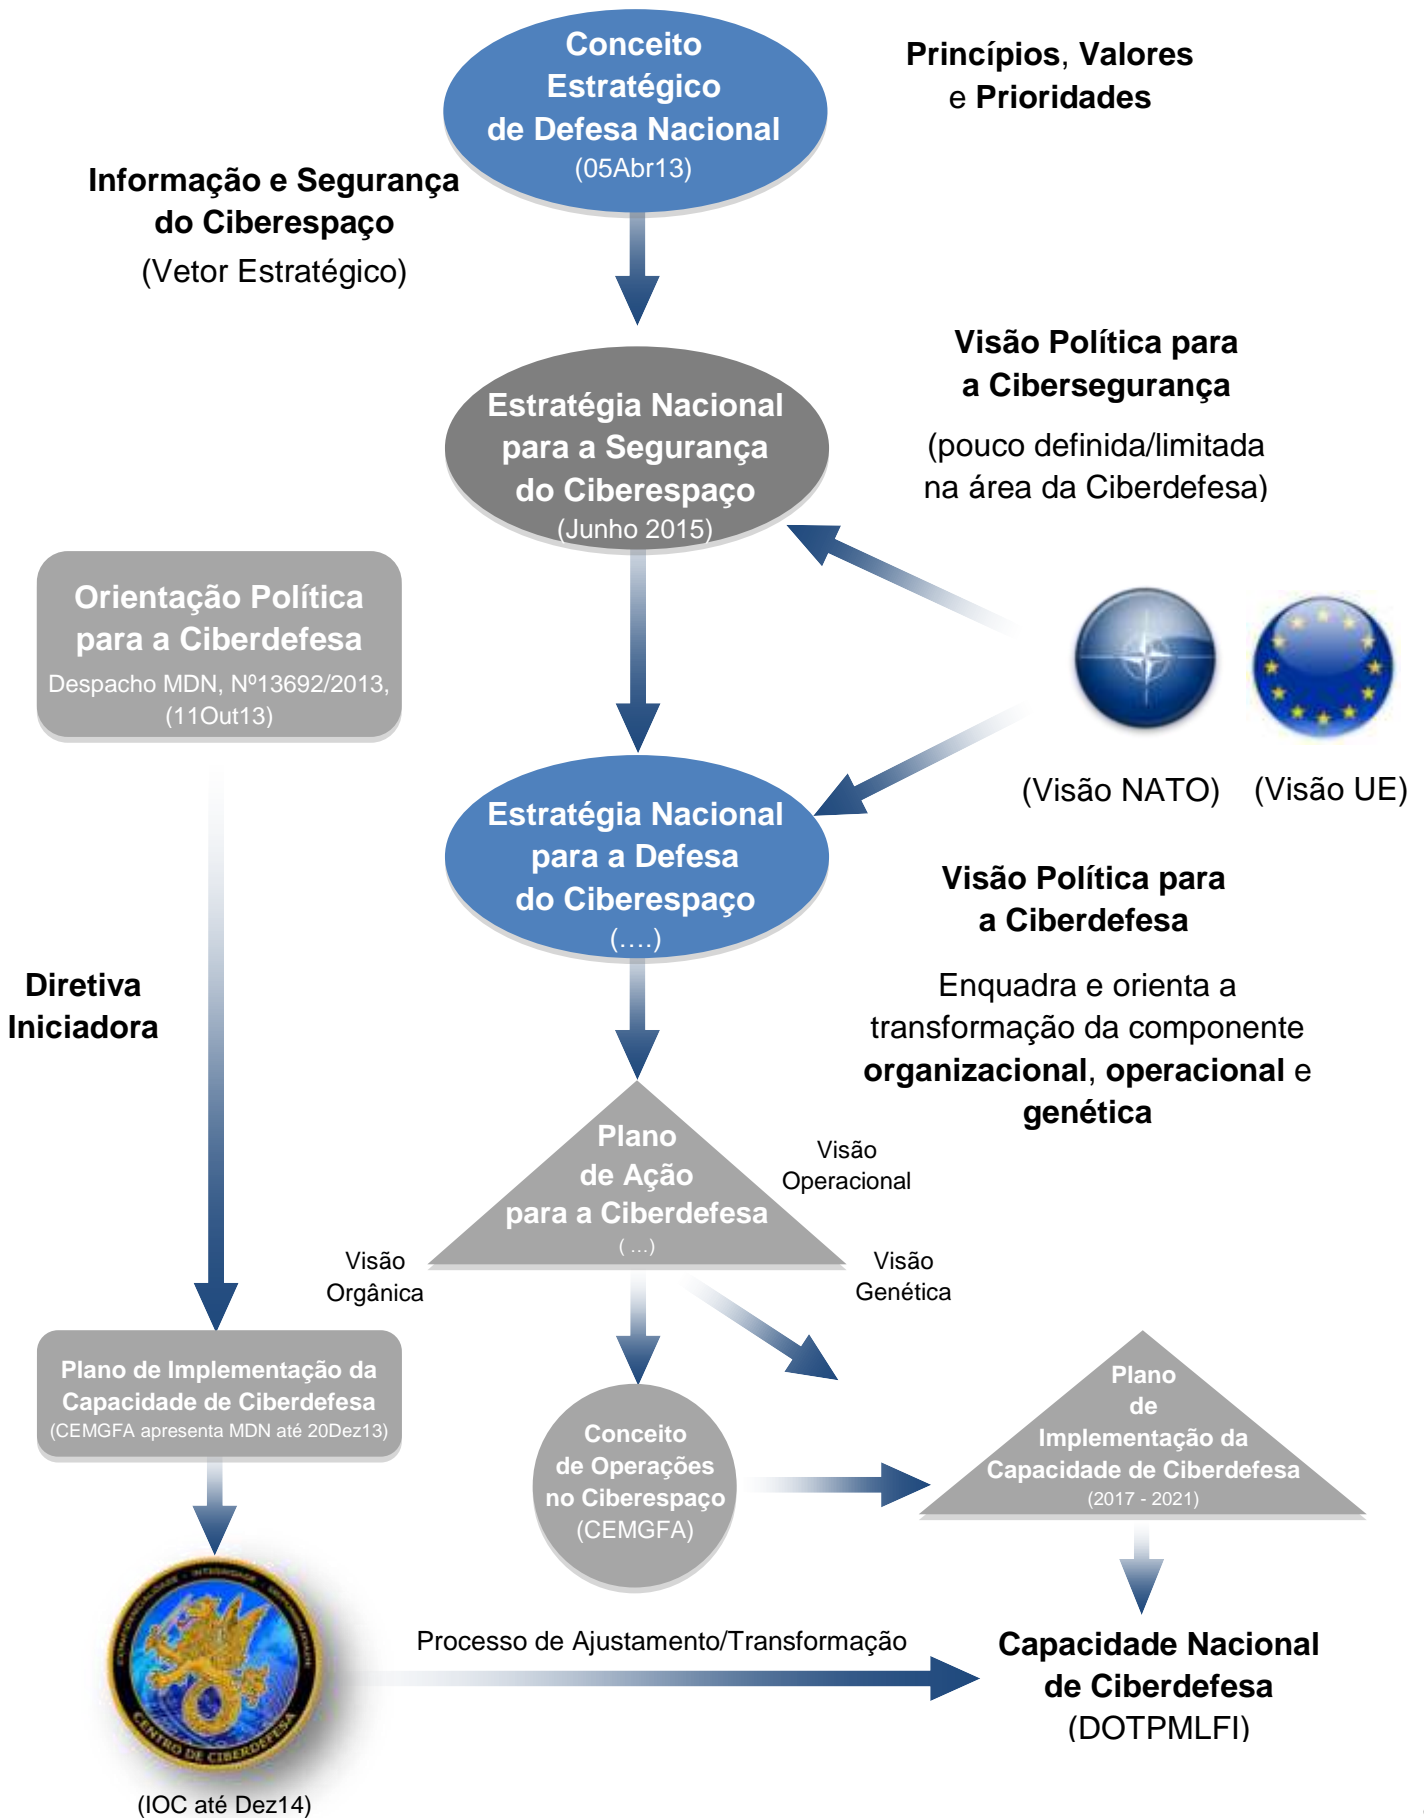 Conceito
Estratégico
de Defesa Nacional
(05Abr13)
Princípios, Valores
e Prioridades
Informação e Segurança
do Ciberespaço
(Vetor Estratégico)
Estratégia Nacional
para a Segurança
do Ciberespaço
(Junho 2015)
Visão Política para
a Cibersegurança
(pouco definida/limitada
na área da Ciberdefesa)
Orientação Política
para a Ciberdefesa
Despacho MDN, Nº13692/2013,
(11Out13)
(Visão NATO)
(Visão UE)
Estratégia Nacional
para a Defesa
do Ciberespaço
(....)
Visão Política para
a Ciberdefesa
Enquadra e orienta a
transformação da componente
organizacional, operacional e
genética
Diretiva
Iniciadora
Plano
de Ação
para a Ciberdefesa
( ...)
Visão
Operacional
Visão
Orgânica
Visão
Genética
Plano de Implementação da
Capacidade de Ciberdefesa
(CEMGFA apresenta MDN até 20Dez13)
Conceito
de Operações
no Ciberespaço
(CEMGFA)
Plano
de
Implementação da
Capacidade de Ciberdefesa
(2017 - 2021)
CONFIDENCIALIDADE - INTEGRIDADE -
CENTRO DE CIBERDEFESA
Processo de Ajustamento/Transformação
Capacidade Nacional
de Ciberdefesa
(DOTPMLFI)
(IOC até Dez14)